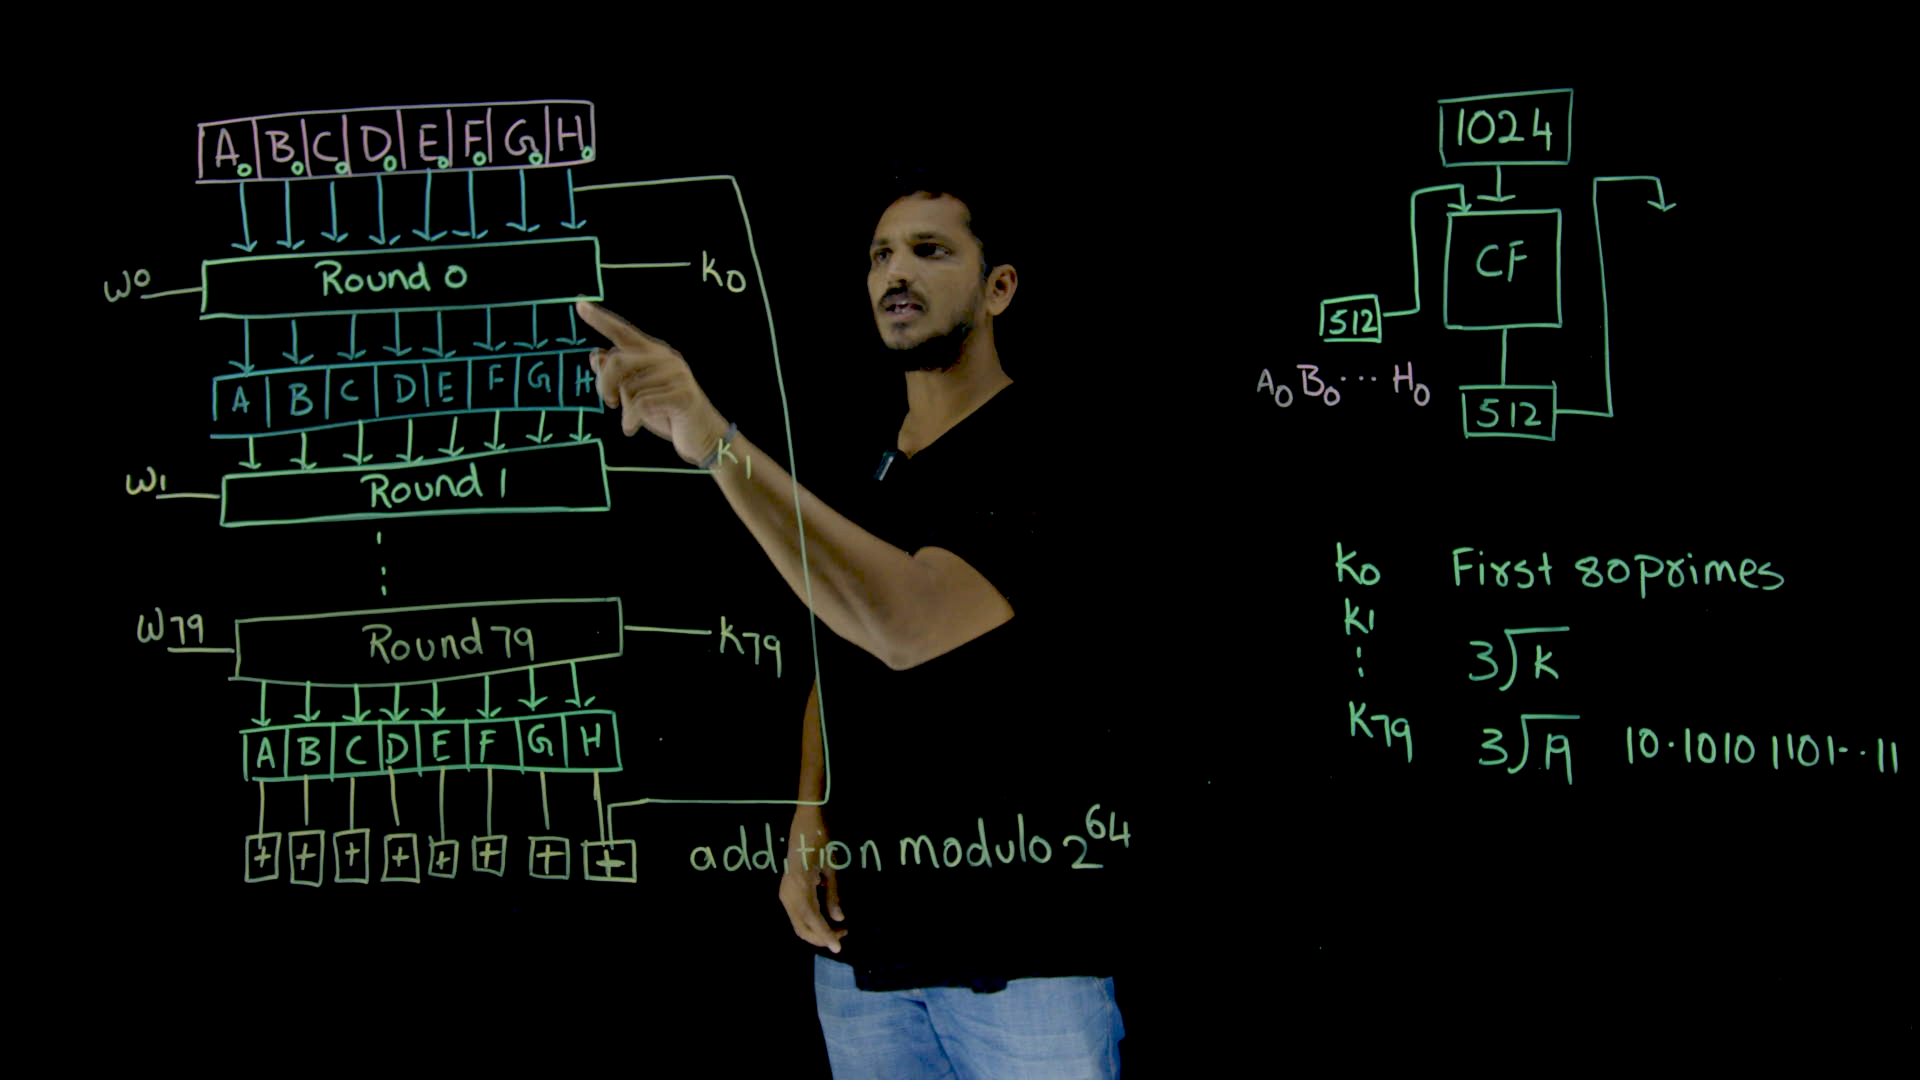 A0 B0 C0 D0 E0 F0 G0 H0
W0 Round 0 K0
A B C D E F G H
W1 Round 1 K1
W79 Round 79 K79
A B C D E F G H
+ + + + + + + +
addition modulo 2^64
1024
CF
512
A0 B0 ... H0
512
K0 First 80 primes
K1
⋮
3√K
K79 3√19 10.1010 1101-..11